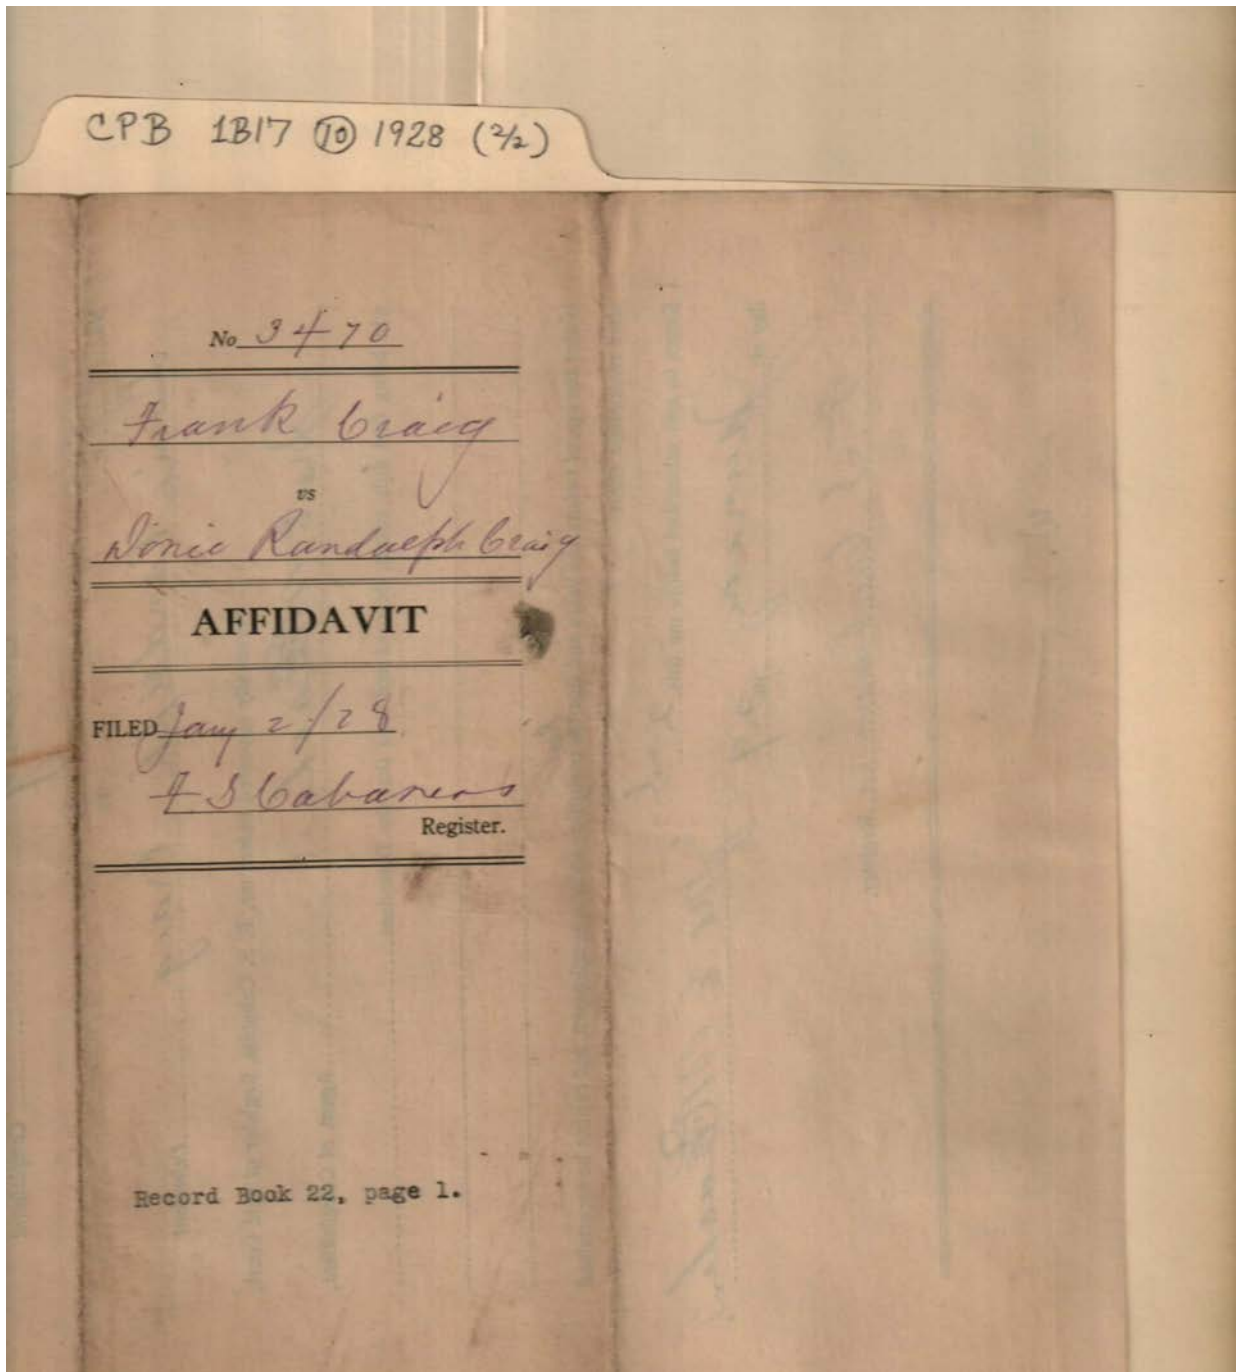 CPB 1B17 ⑩ 1928 (2/2)
No 3470
Frank Craig
vs
Donie Randolph Craig
AFFIDAVIT
FILED Jany 2/28
F S Cabaness
Register.
Record Book 22, page 1.